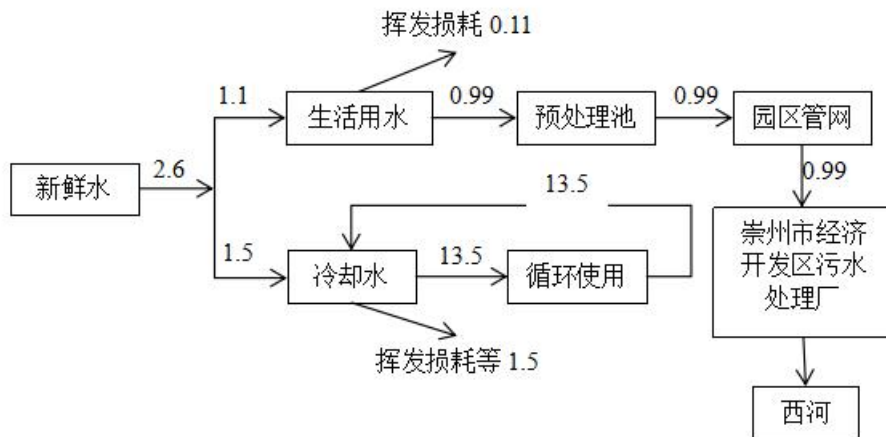 挥发损耗 0.11
1.1
生活用水
0.99
预处理池
0.99
园区管网
新鲜水
2.6
0.99
13.5
1.5
冷却水
13.5
循环使用
崇州市经济
开发区污水
处理厂
挥发损耗等 1.5
西河